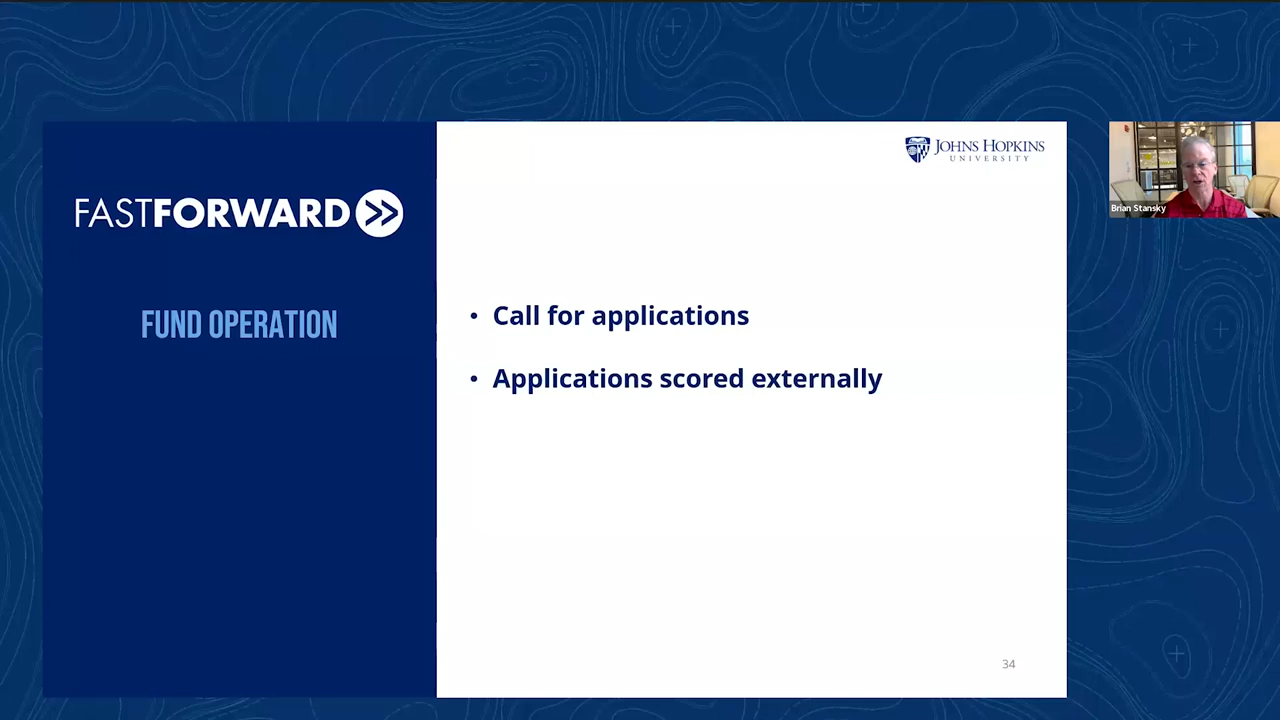 FASTFORWARD
FUND OPERATION
JOHNS HOPKINS
UNIVERSITY
• Call for applications
• Applications scored externally
34
Brian Stansky